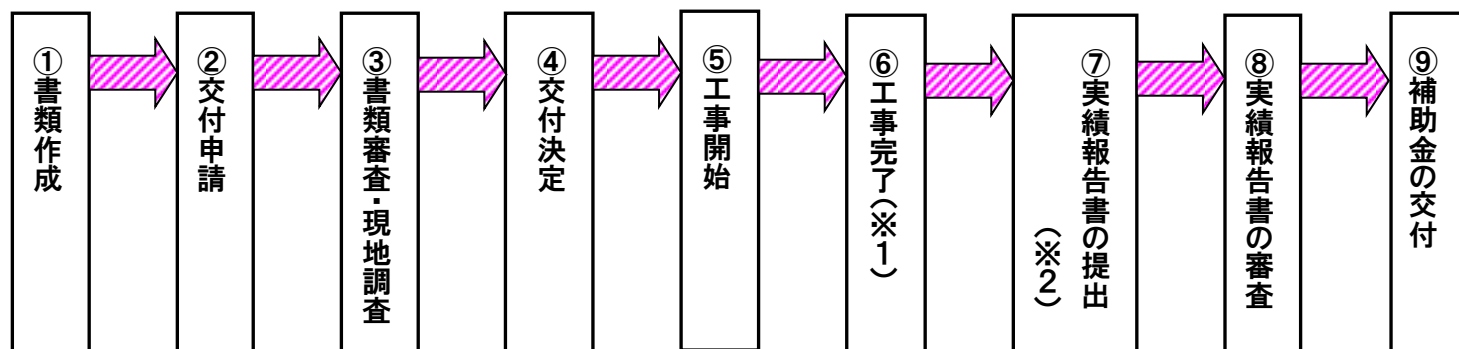 ①書類作成
②交付申請
③書類審査・現地調査
④交付決定
⑤工事開始
⑥工事完了(※1)
⑦実績報告書の提出
(※2)
⑧実績報告書の審査
⑨補助金の交付